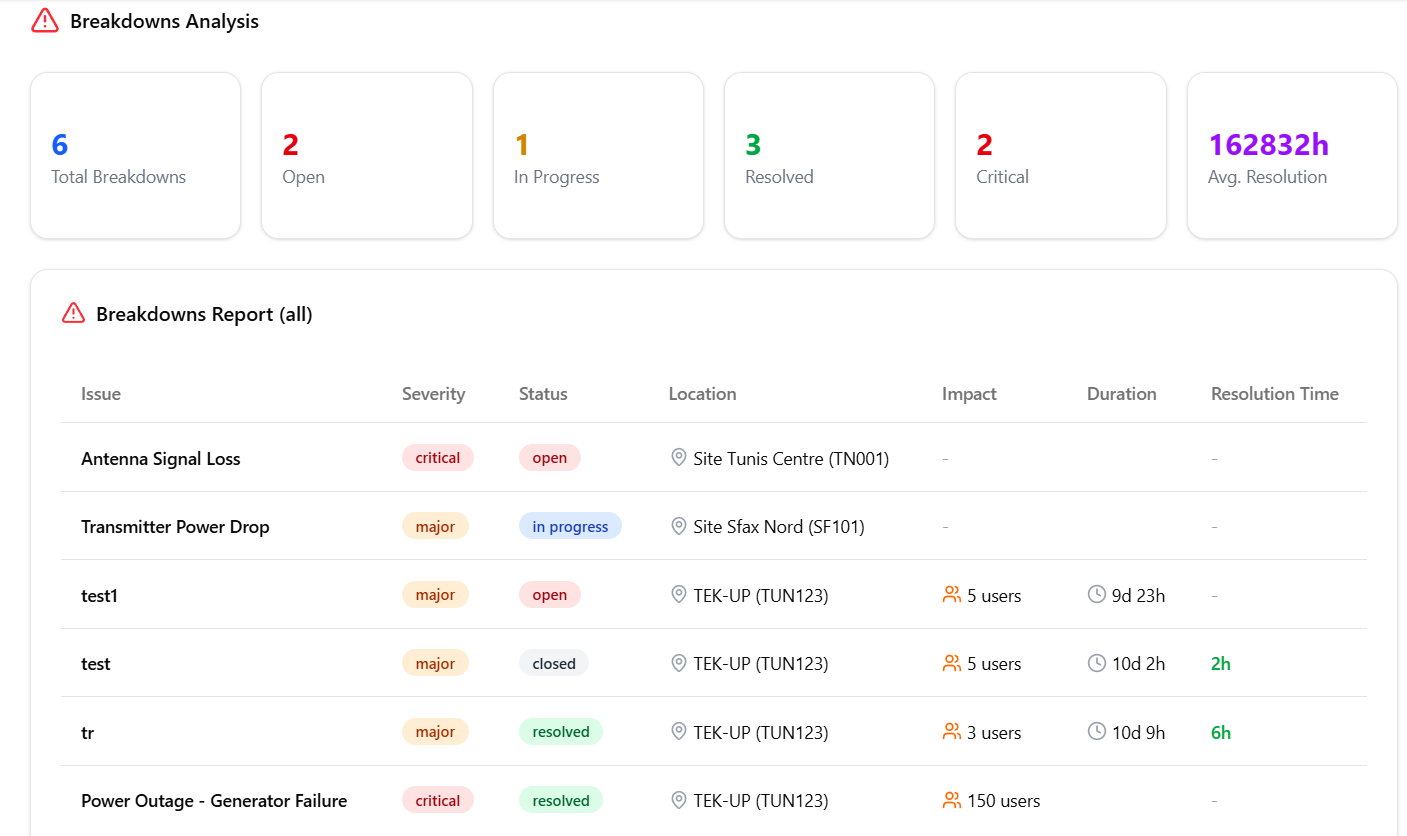 Breakdowns Analysis
6
Total Breakdowns
2
Open
1
In Progress
3
Resolved
2
Critical
162832h
Avg. Resolution
Breakdowns Report (all)
Issue Severity Status Location Impact Duration Resolution Time
Antenna Signal Loss critical open Site Tunis Centre (TN001) - -
Transmitter Power Drop major in progress Site Sfax Nord (SF101) - -
test1 major open TEK-UP (TUN123) 5 users 9d 23h -
test major closed TEK-UP (TUN123) 5 users 10d 2h 2h
tr major resolved TEK-UP (TUN123) 3 users 10d 9h 6h
Power Outage - Generator Failure critical resolved TEK-UP (TUN123) 150 users -